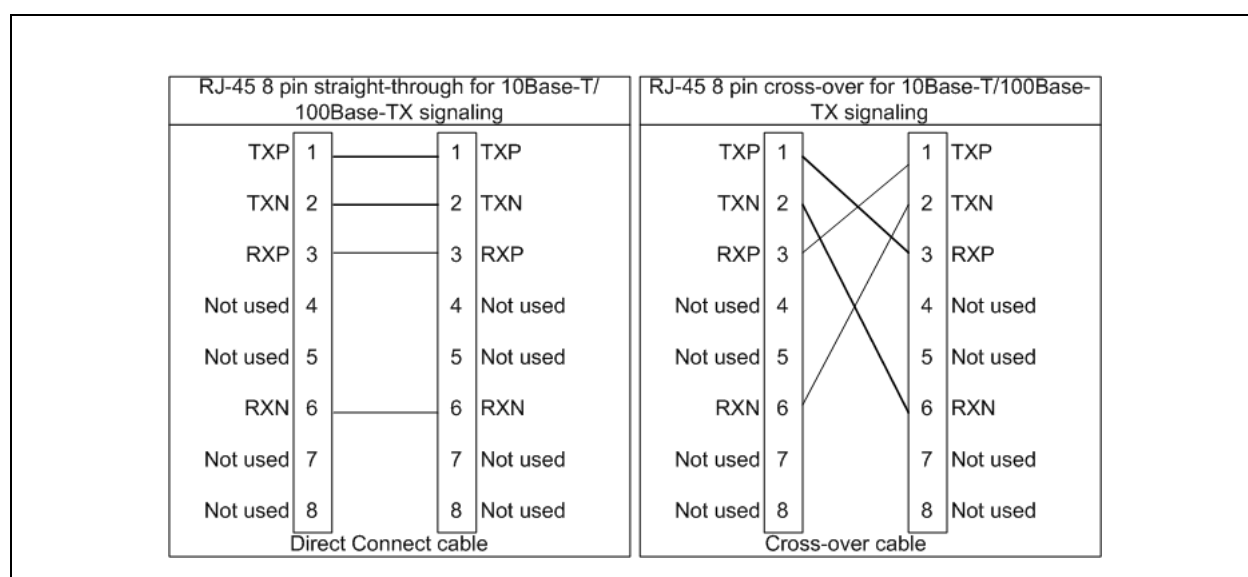 RJ-45 8 pin straight-through for 10Base-T/
100Base-TX signaling
TXP 1 1 TXP
TXN 2 2 TXN
RXP 3 3 RXP
Not used 4 4 Not used
Not used 5 5 Not used
RXN 6 6 RXN
Not used 7 7 Not used
Not used 8 8 Not used
Direct Connect cable
RJ-45 8 pin cross-over for 10Base-T/100Base-
TX signaling
TXP 1 1 TXP
TXN 2 2 TXN
RXP 3 3 RXP
Not used 4 4 Not used
Not used 5 5 Not used
RXN 6 6 RXN
Not used 7 7 Not used
Not used 8 8 Not used
Cross-over cable